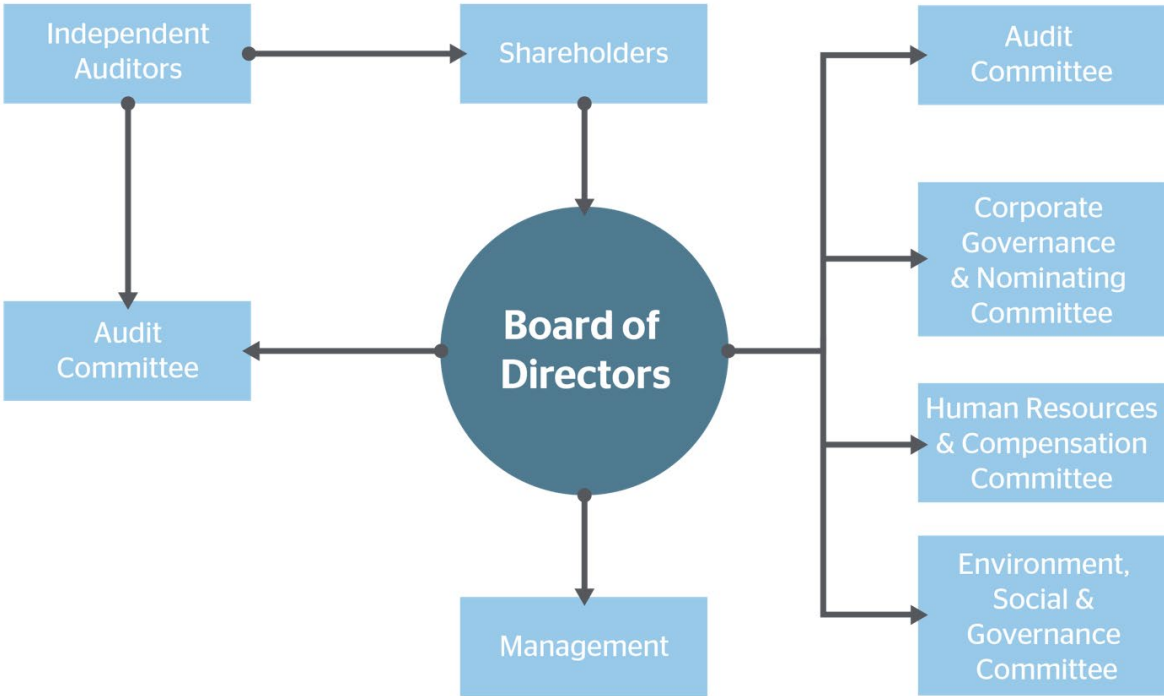 Independent
Auditors
Shareholders
Audit
Committee
Corporate
Governance
& Nominating
Committee
Audit
Committee
Board of
Directors
Human Resources
& Compensation
Committee
Management
Environment,
Social &
Governance
Committee